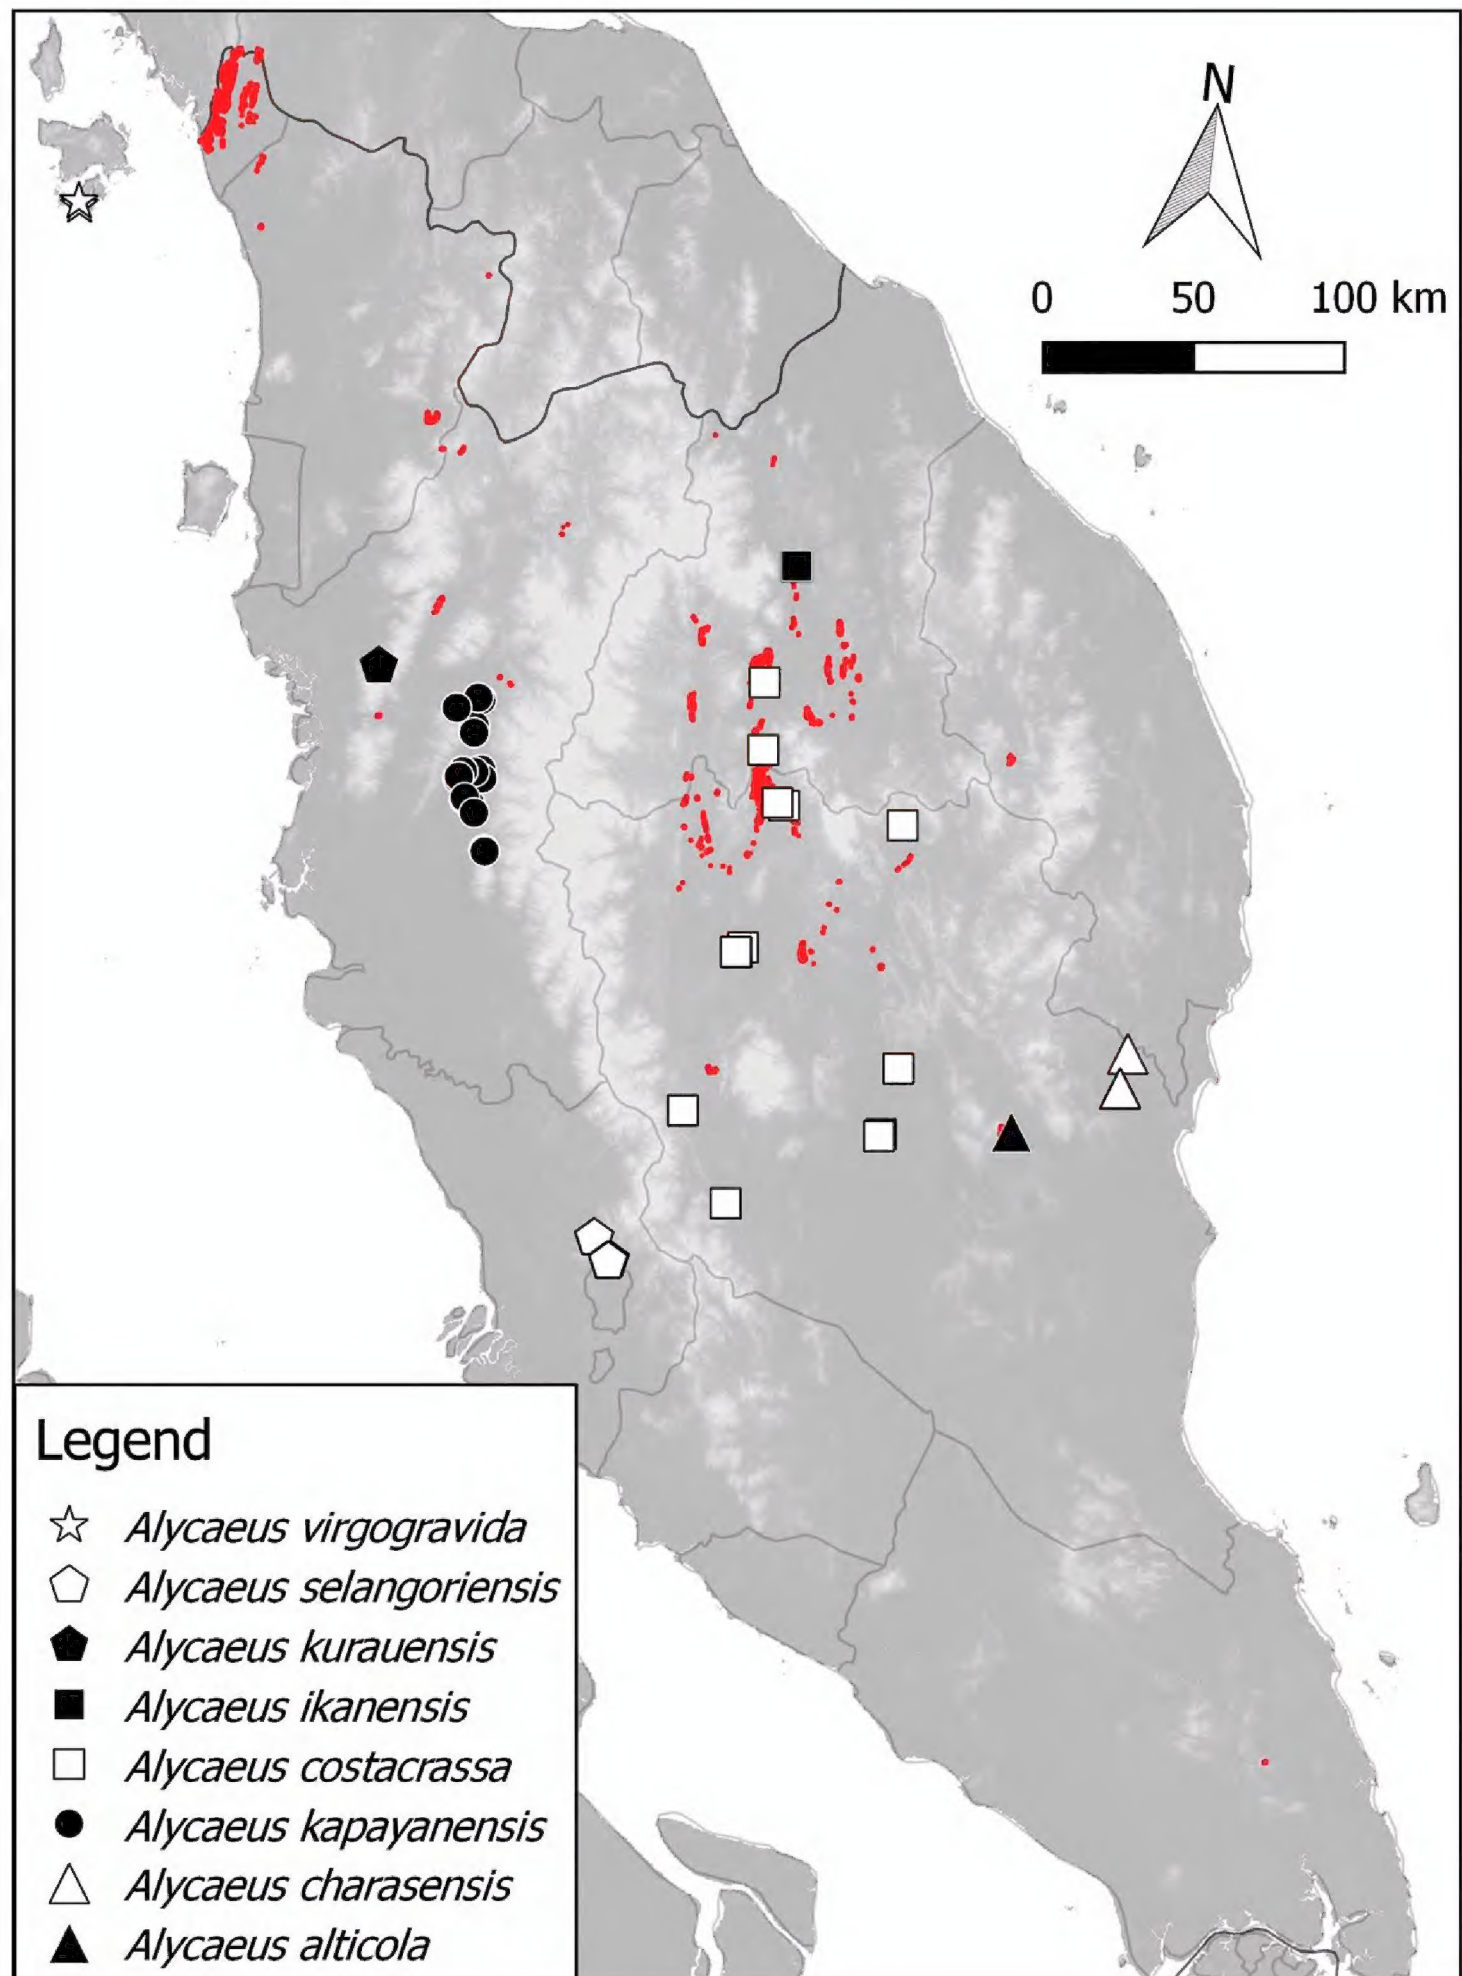 N
0 50 100 km
Legend
Alycaeus virgogravida
Alycaeus selangoriensis
Alycaeus kurauensis
Alycaeus ikanensis
Alycaeus costacrassa
Alycaeus kapayanensis
Alycaeus charasensis
Alycaeus alticola